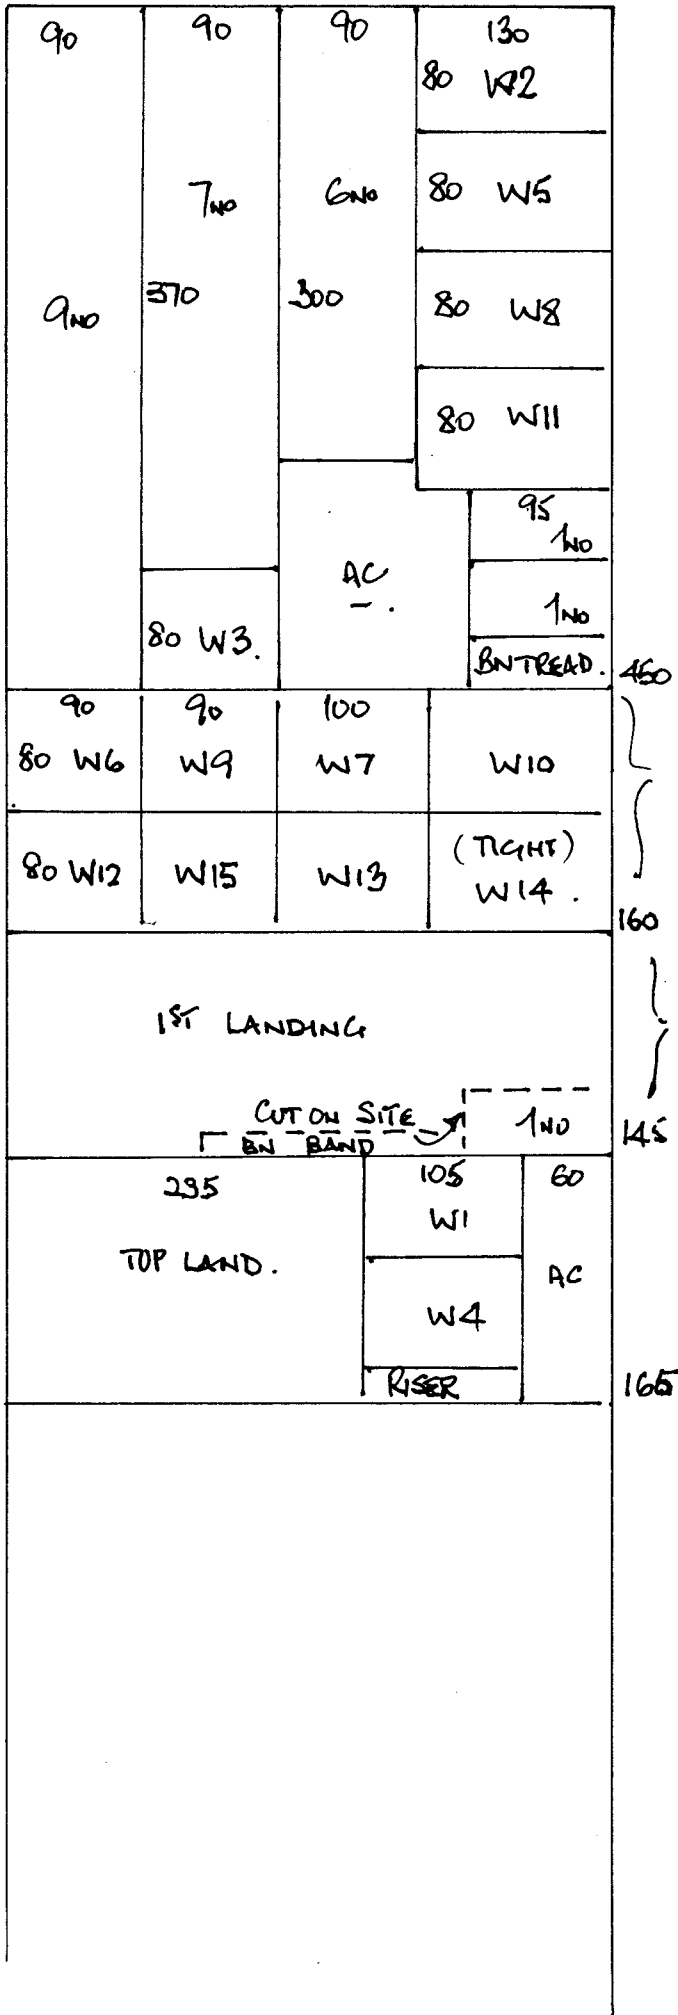 90 90 90 130
80 W2
7NO 6NO 80 W5
9NO 370 300 80 W8
80 W11
95
1NO
AC
1NO
80 W3.
BNTREAD. 450
90 90 100
80 W6 W9 W7 W10
80 W12 W15 W13 (TIGHT)
W14.
160
1ST LANDING
CUT ON SITE 1NO 145
BN BAND
235 105 60
W1
TOP LAND. AC
W4
RISER 165